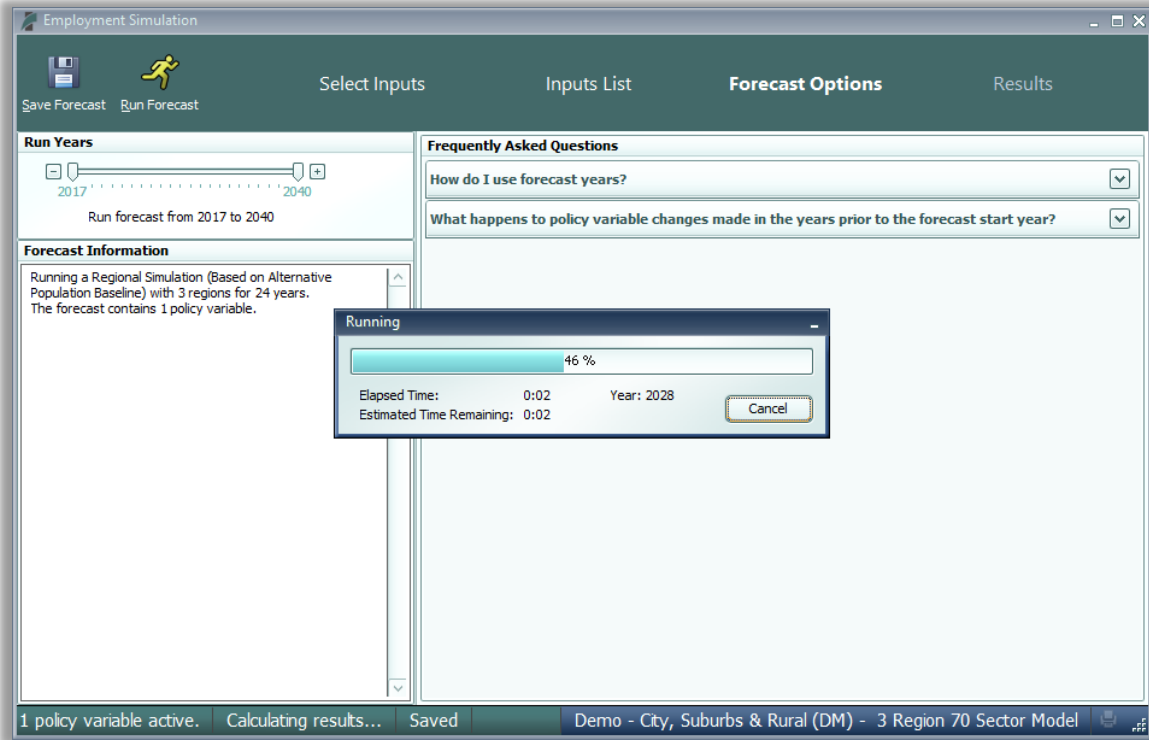 Employment Simulation
Save Forecast
Run Forecast
Select Inputs
Inputs List
Forecast Options
Results
Run Years
2017
2040
Run forecast from 2017 to 2040
Forecast Information
Running a Regional Simulation (Based on Alternative
Population Baseline) with 3 regions for 24 years.
The forecast contains 1 policy variable.
Frequently Asked Questions
How do I use forecast years?
What happens to policy variable changes made in the years prior to the forecast start year?
Running
46 %
Elapsed Time: 0:02 Year: 2028
Estimated Time Remaining: 0:02
Cancel
1 policy variable active.
Calculating results...
Saved
Demo - City, Suburbs & Rural (DM) - 3 Region 70 Sector Model